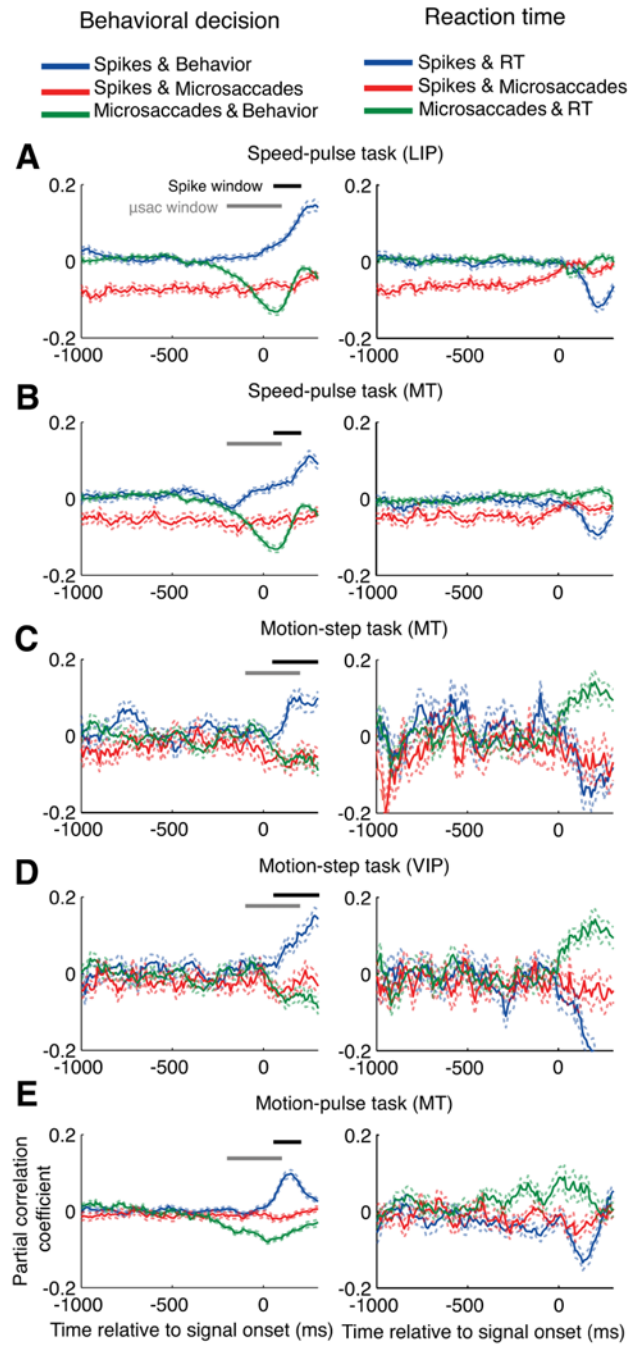 Behavioral decision
Reaction time
Spikes & Behavior
Spikes & Microsaccades
Microsaccades & Behavior
Spikes & RT
Spikes & Microsaccades
Microsaccades & RT
A
Speed-pulse task (LIP)
0.2
Spike window
µsac window
0
-0.2
-1000 -500 0
0.2
0
-0.2
-1000 -500 0
B
Speed-pulse task (MT)
0.2
0
-0.2
-1000 -500 0
0.2
0
-0.2
-1000 -500 0
C
Motion-step task (MT)
0.2
0
-0.2
-1000 -500 0
0.2
0
-0.2
-1000 -500 0
D
Motion-step task (VIP)
0.2
0
-0.2
-1000 -500 0
0.2
0
-0.2
-1000 -500 0
E
Motion-pulse task (MT)
Partial correlation
coefficient
0.2
0
-0.2
-1000 -500 0
Time relative to signal onset (ms)
0.2
0
-0.2
-1000 -500 0
Time relative to signal onset (ms)